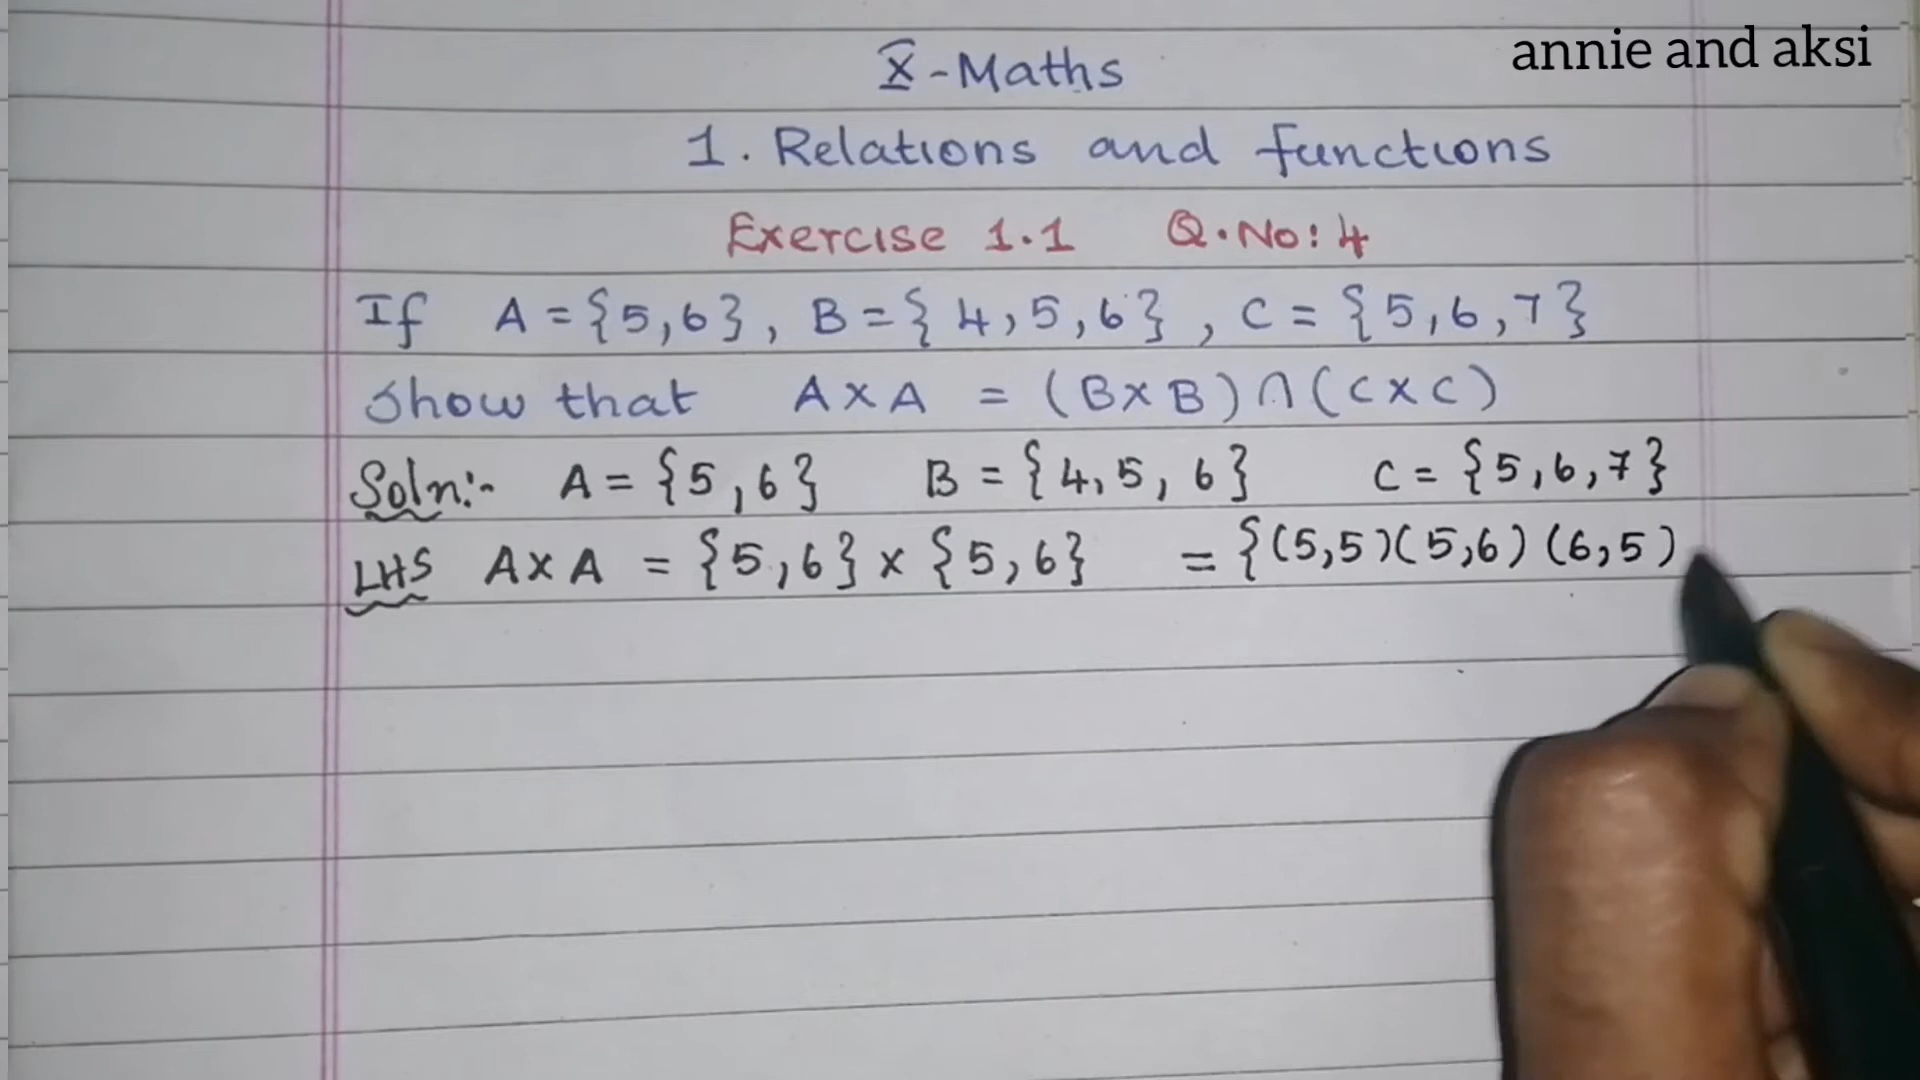 annie and aksi
X-Maths
1. Relations and functions
Exercise 1.1 Q.No: 4
If A = {5,6}, B = {4,5,6}, C = {5,6,7}
Show that A×A = (B×B)∩(C×C)
Soln:- A = {5,6} B = {4,5,6} C = {5,6,7}
LHS A×A = {5,6}×{5,6} = {(5,5)(5,6)(6,5)